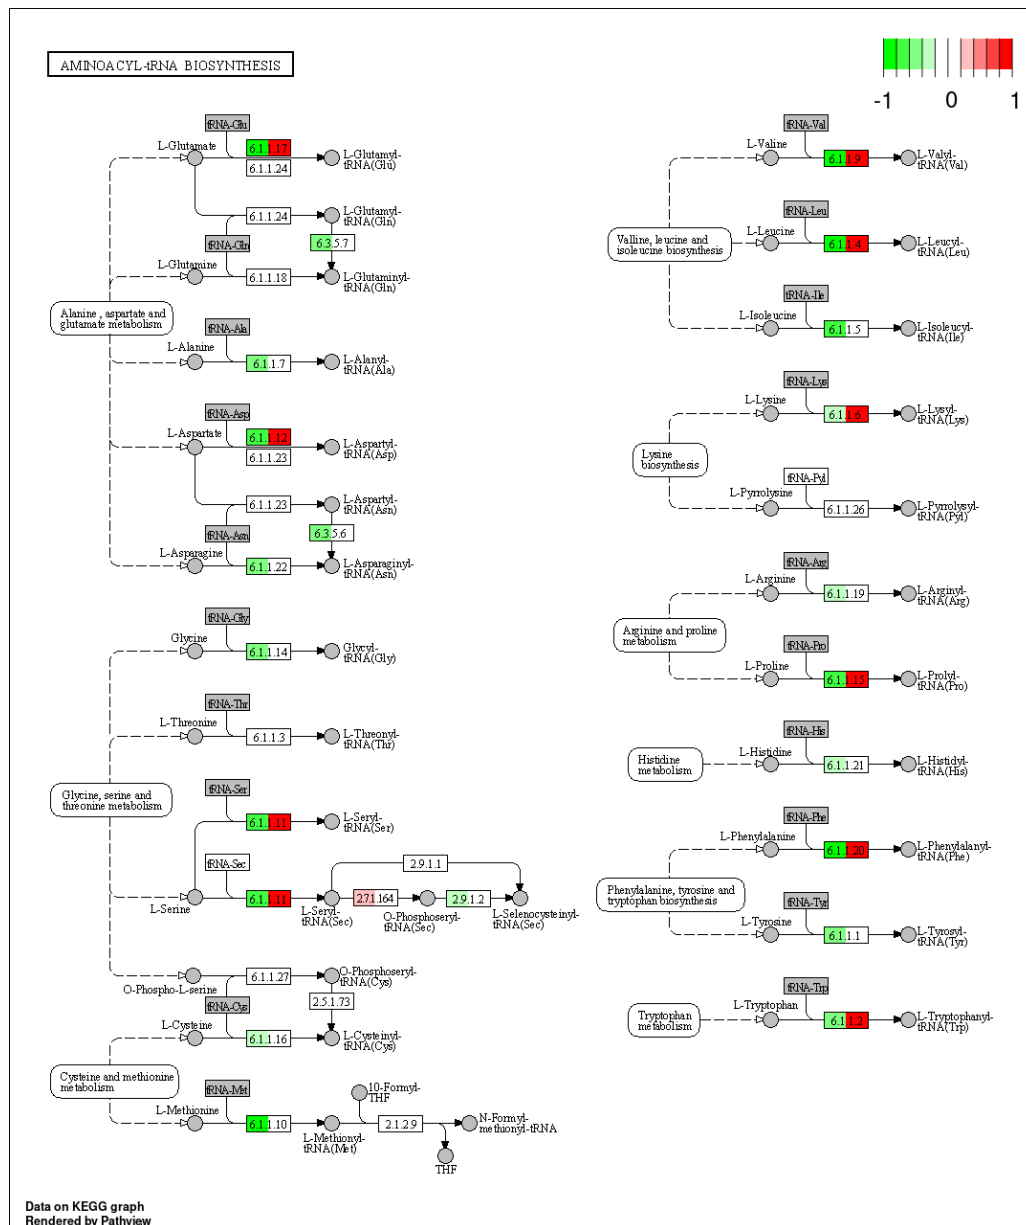 AMINOACYL-tRNA BIOSYNTHESIS
-1 0 1
tRNA-Glu
L-Glutamate
6.1.1.17
6.1.1.24
L-Glutamyl-
tRNA(Glu)
6.1.1.24
L-Glutamyl-
tRNA(Gln)
tRNA-Gln
6.3.5.7
L-Glutamine
6.1.1.18
L-Glutaminyl-
tRNA(Gln)
Alanine , aspartate and
glutamate metabolism
tRNA-Ala
L-Alanine
6.1.1.7
L-Alanyl-
tRNA(Ala)
tRNA-Asp
L-Aspartate
6.1.1.12
6.1.1.23
L-Aspartyl-
tRNA(Asp)
6.1.1.23
L-Aspartyl-
tRNA(Asn)
tRNA-Asn
6.3.5.6
L-Asparagine
6.1.1.22
L-Asparaginyl-
tRNA(Asn)
tRNA-Gly
Glycine
6.1.1.14
Glycyl-
tRNA(Gly)
tRNA-Thr
L-Threonine
6.1.1.3
L-Threonyl-
tRNA(Thr)
Glycine, serine and
threonine metabolism
tRNA-Ser
6.1.1.11
L-Seryl-
tRNA(Ser)
tRNA-Sec
L-Serine
6.1.1.11
L-Seryl-
tRNA(Sec)
2.9.1.1
2.7.1.164
O-Phosphoseryl-
tRNA(Sec)
2.9.1.2
L-Selenocysteinyl-
tRNA(Sec)
O-Phospho-L-serine
6.1.1.27
O-Phosphoseryl-
tRNA(Cys)
tRNA-Cys
2.5.1.73
L-Cysteine
6.1.1.16
L-Cysteinyl-
tRNA(Cys)
Cysteine and methionine
metabolism
tRNA-Met
L-Methionine
6.1.1.10
L-Methionyl-
tRNA(Met)
10-Formyl-
THF
2.1.2.9
N-Formyl-
methionyl-tRNA
THF
tRNA-Val
L-Valine
6.1.1.9
L-Valyl-
tRNA(Val)
tRNA-Leu
Valline, leucine and
isoleucine biosynthesis
L-Leucine
6.1.1.4
L-Leucyl-
tRNA(Leu)
tRNA-Ile
L-Isoleucine
6.1.1.5
L-Isoleucyl-
tRNA(Ile)
tRNA-Lys
L-Lysine
6.1.1.6
L-Lysyl-
tRNA(Lys)
Lysine
biosynthesis
tRNA-Pyl
L-Pyrrolysine
6.1.1.26
L-Pyrrolysyl-
tRNA(Pyl)
tRNA-Arg
L-Arginine
6.1.1.19
L-Arginyl-
tRNA(Arg)
Arginine and proline
metabolism
tRNA-Pro
L-Proline
6.1.1.15
L-Prolyl-
tRNA(Pro)
tRNA-His
Histidine
metabolism
L-Histidine
6.1.1.21
L-Histidyl-
tRNA(His)
tRNA-Phe
L-Phenylalanine
6.1.1.20
L-Phenylalanyl-
tRNA(Phe)
Phenylalanine, tyrosine and
tryptophan biosynthesis
tRNA-Tyr
L-Tyrosine
6.1.1.1
L-Tyrosyl-
tRNA(Tyr)
tRNA-Trp
Tryptophan
metabolism
L-Tryptophan
6.1.1.2
L-Tryptophanyl-
tRNA(Trp)
Data on KEGG graph
Rendered by Pathview